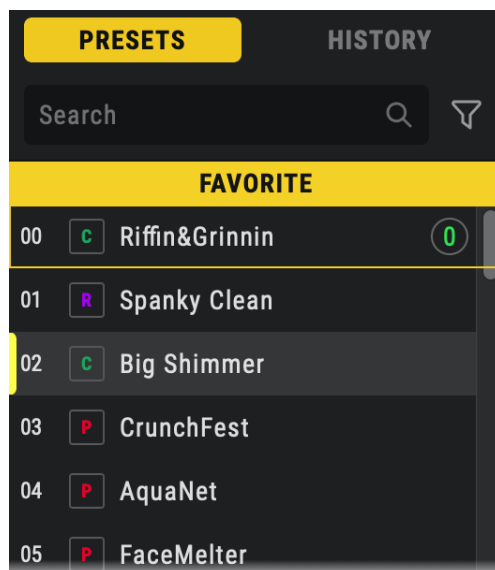 PRESETS HISTORY
Search
FAVORITE
00 C Riffin&Grinnin 0
01 R Spanky Clean
02 C Big Shimmer
03 P CrunchFest
04 P AquaNet
05 P FaceMelter